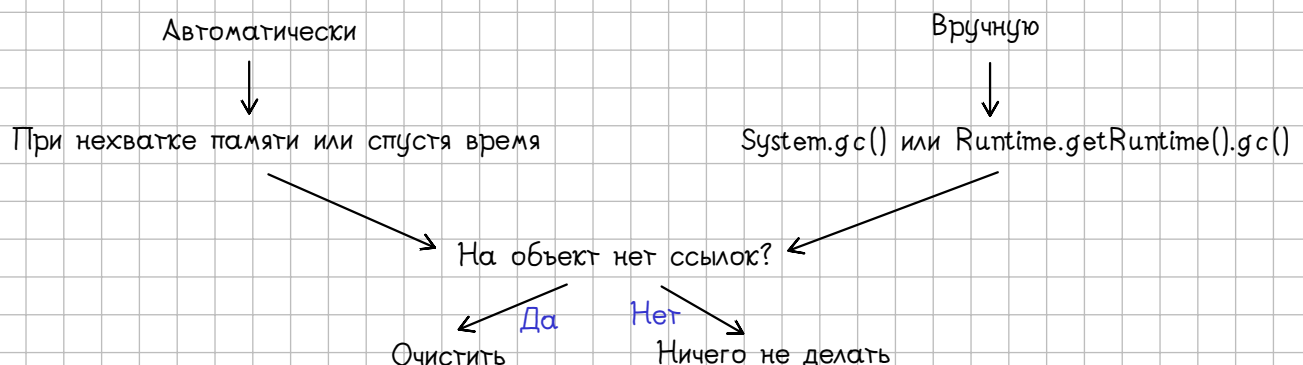 Автоматически
Вручную
При нехватке памяти или спустя время
System.gc() или Runtime.getRuntime().gc()
На объект нет ссылок?
Да
Нет
Очистить
Ничего не делать